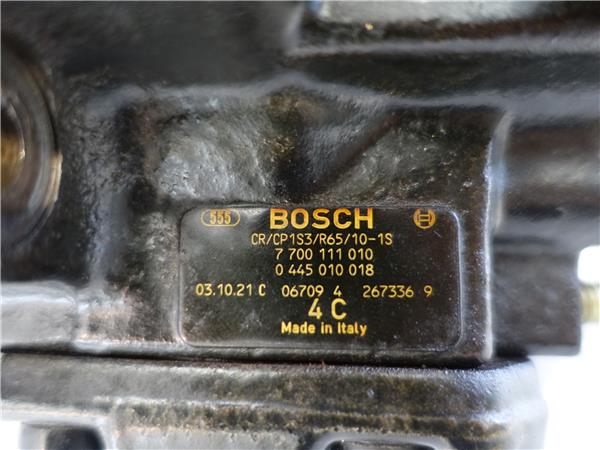 555 BOSCH
CR/CP1S3/R65/10-1S
7 700 111 010
0 445 010 018
03.10.21 C 06709 4 267336 9
4 C
Made in Italy